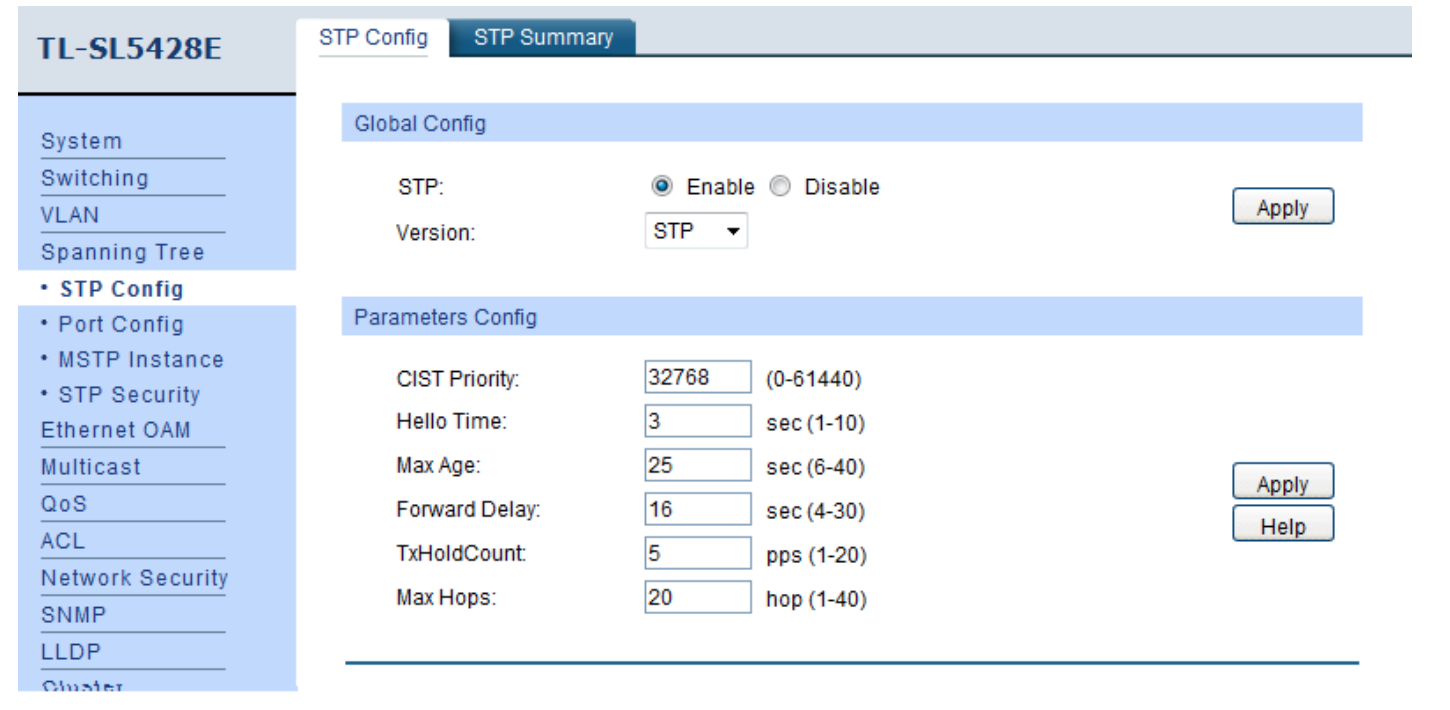 TL-SL5428E
STP Config STP Summary
System
Switching
VLAN
Spanning Tree
• STP Config
• Port Config
• MSTP Instance
• STP Security
Ethernet OAM
Multicast
QoS
ACL
Network Security
SNMP
LLDP
Cluster
Global Config
STP: Enable Disable
Version: STP
Apply
Parameters Config
CIST Priority: 32768 (0-61440)
Hello Time: 3 sec (1-10)
Max Age: 25 sec (6-40)
Forward Delay: 16 sec (4-30)
TxHoldCount: 5 pps (1-20)
Max Hops: 20 hop (1-40)
Apply
Help